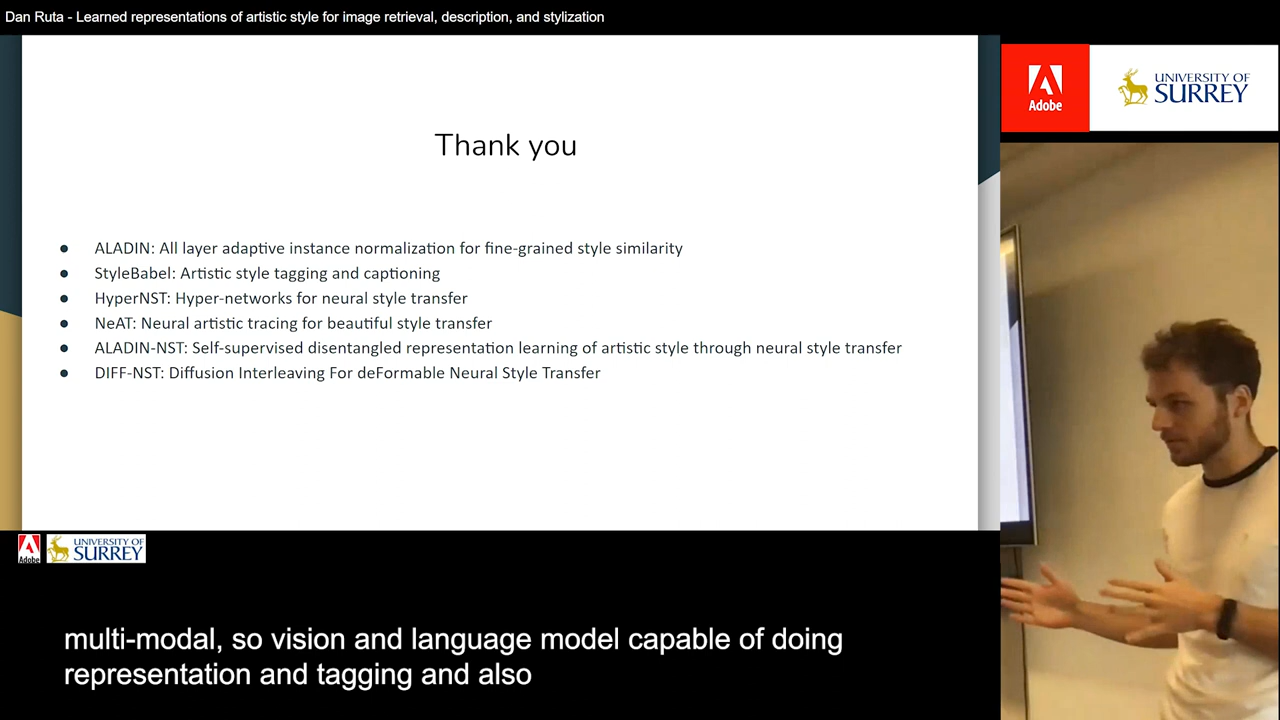 Dan Ruta - Learned representations of artistic style for image retrieval, description, and stylization
Adobe
UNIVERSITY OF
SURREY
Thank you
● ALADIN: All layer adaptive instance normalization for fine-grained style similarity
● StyleBabel: Artistic style tagging and captioning
● HyperNST: Hyper-networks for neural style transfer
● NeAT: Neural artistic tracing for beautiful style transfer
● ALADIN-NST: Self-supervised disentangled representation learning of artistic style through neural style transfer
● DIFF-NST: Diffusion Interleaving For deFormable Neural Style Transfer
Adobe
UNIVERSITY OF
SURREY
multi-modal, so vision and language model capable of doing
representation and tagging and also